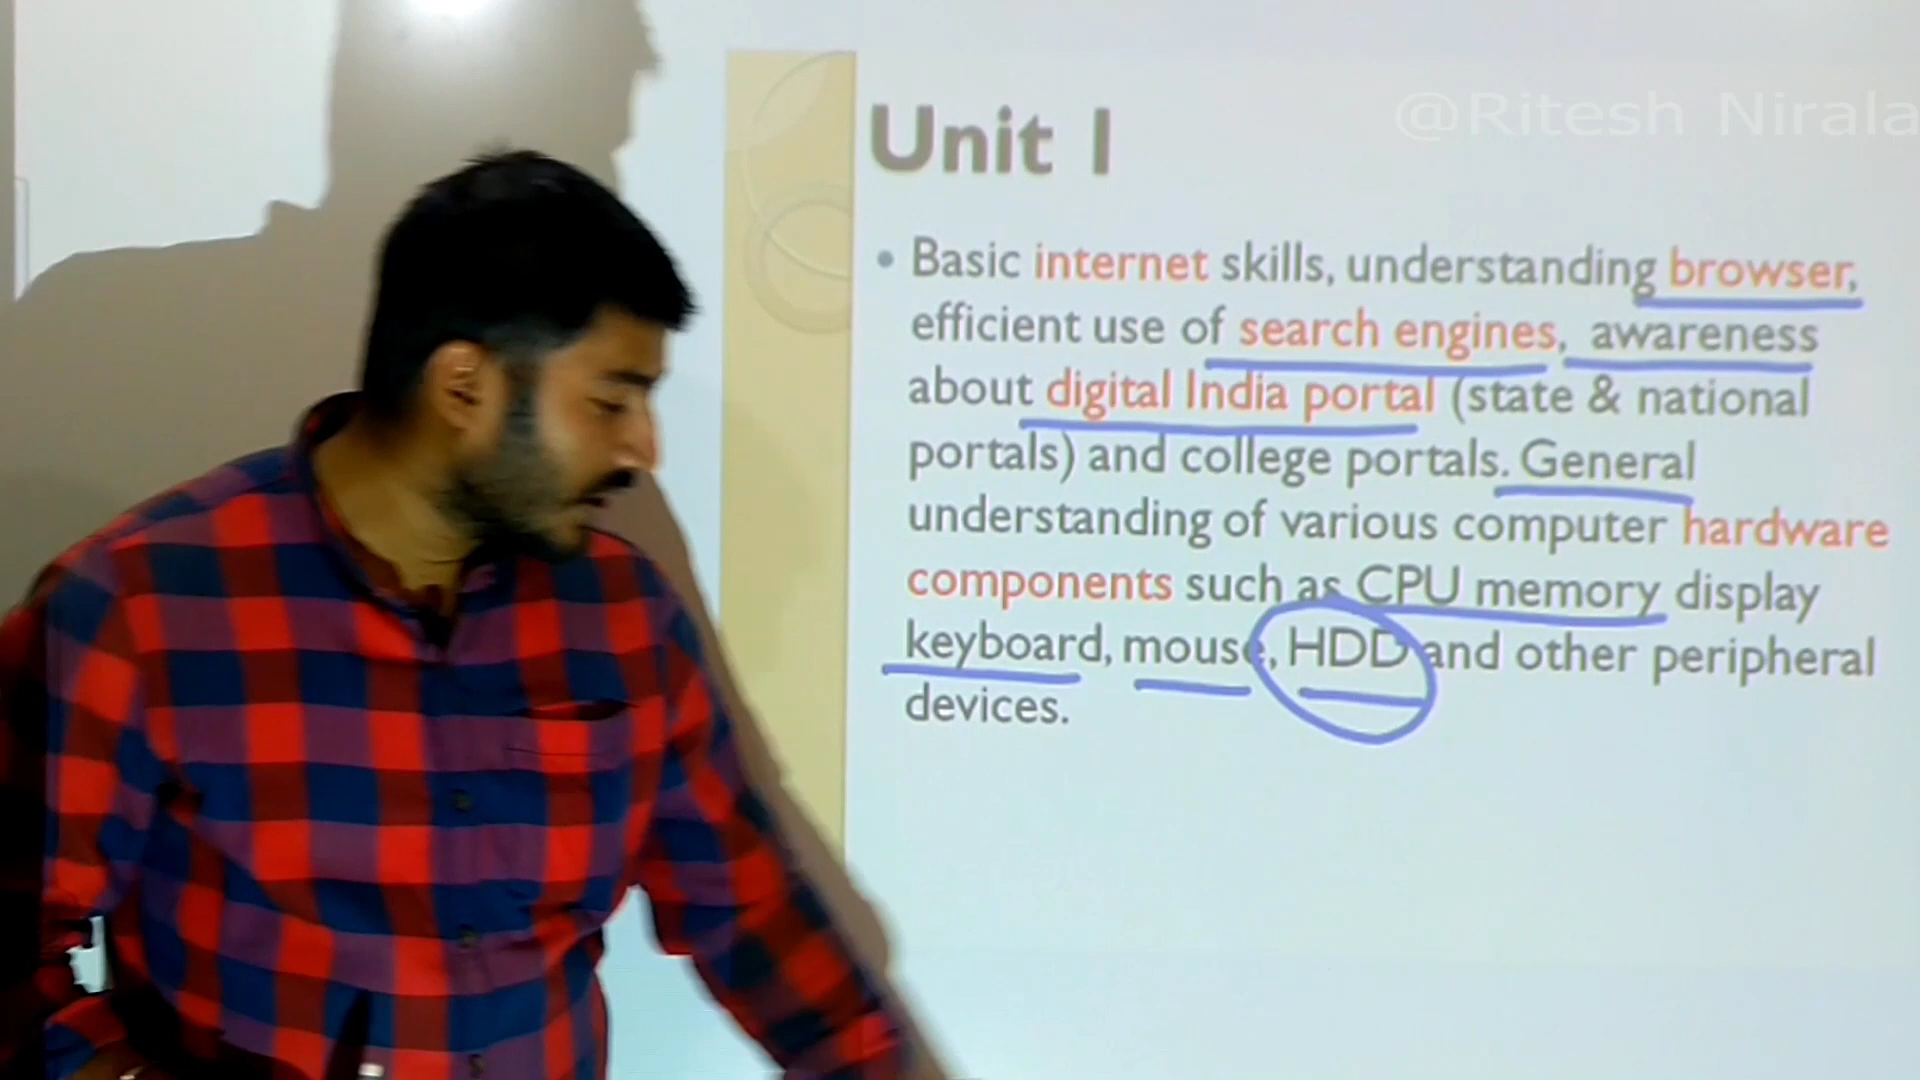 @Ritesh Nirala
Unit 1
• Basic internet skills, understanding browser,
efficient use of search engines, awareness
about digital India portal (state & national
portals) and college portals. General
understanding of various computer hardware
components such as CPU memory display
keyboard, mouse, HDD and other peripheral
devices.